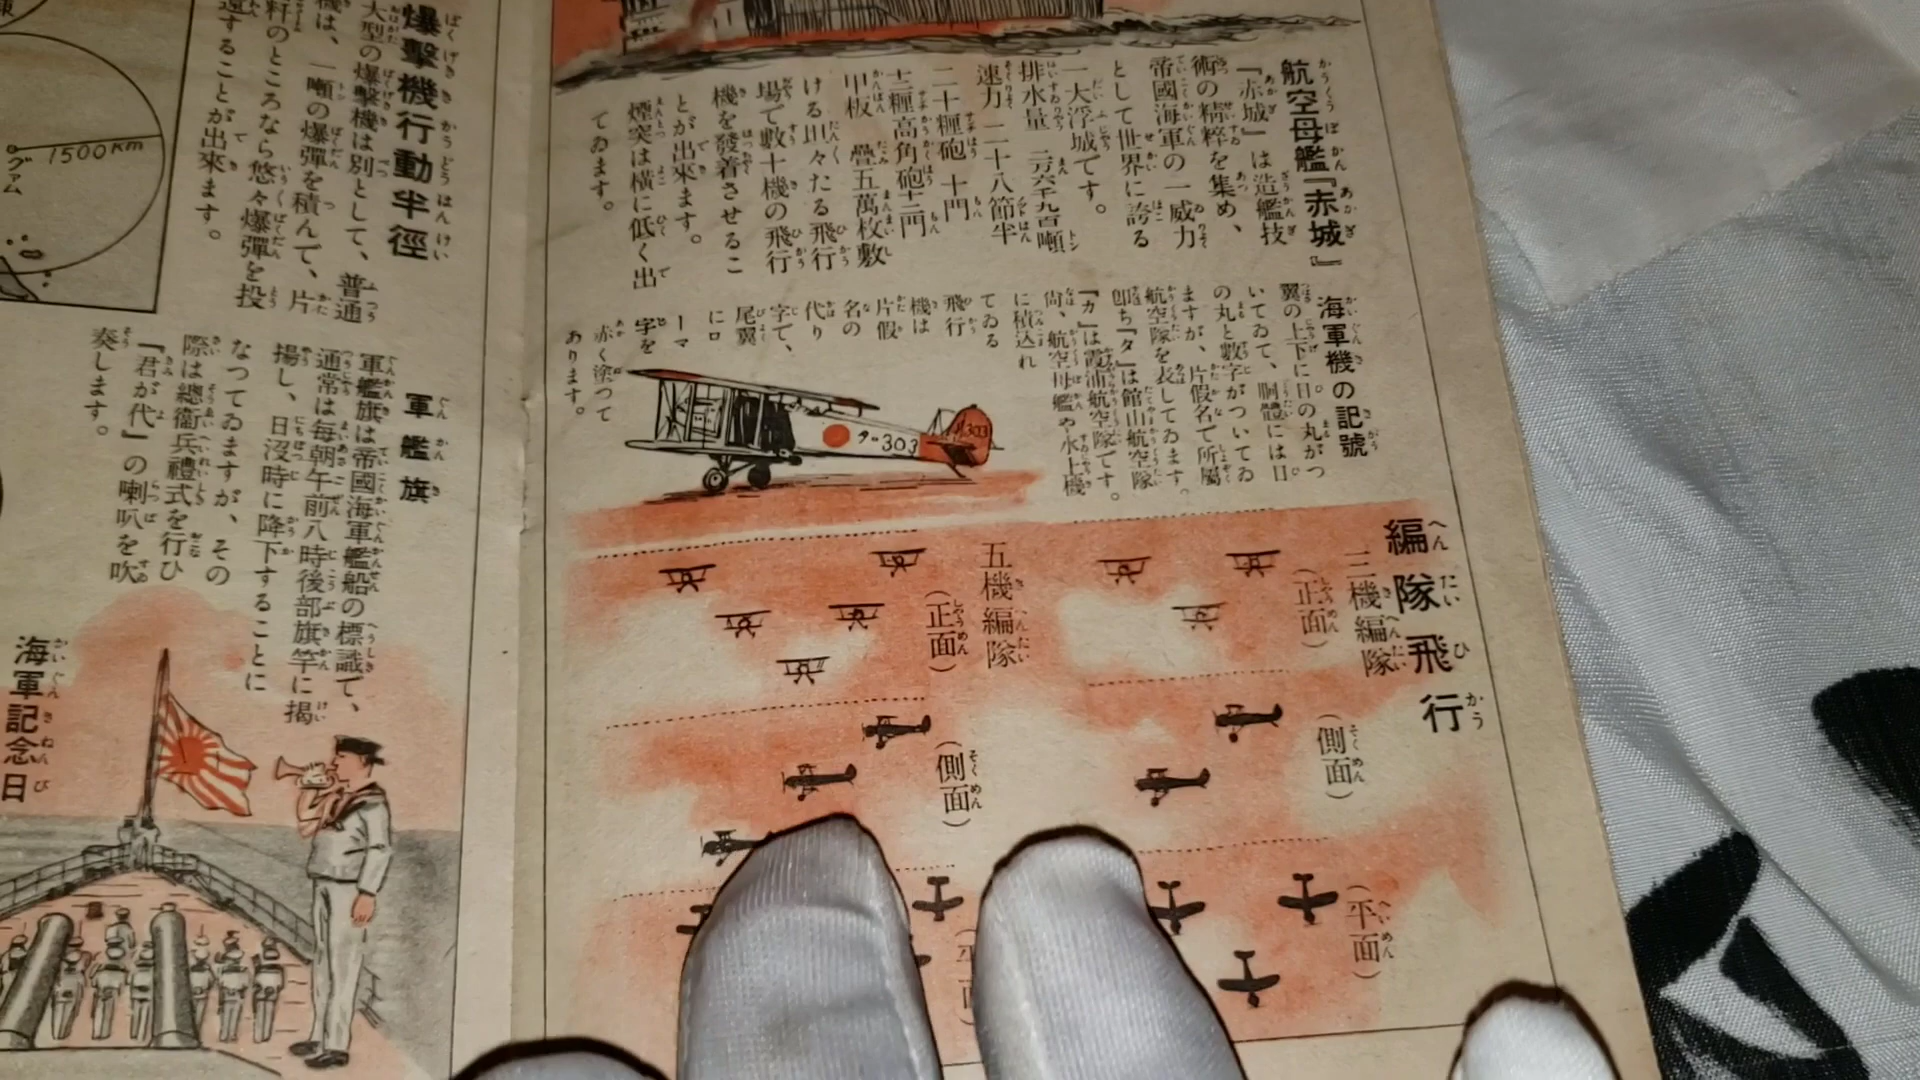 航空母艦『赤城』
『赤城』は造艦技
術の精粹を集め、
帝國海軍の一威力
として世界に誇る
一大浮城です。
排水量 二万六千九百噸
速力 二十八節半
二十糎砲 十門
十二糎高角砲十二門
甲板 疊五萬枚敷
ける坦々たる飛行
場で數十機の飛行
機を發着させるこ
とが出來ます。
煙突は横に低く出
てゐます。
海軍機の記號
翼の上下に日の丸がつ
いてゐて、胴體には日
の丸と數字がついてゐ
ますが、片假名で所屬
航空隊を表してゐます。
卽ち『タ』は館山航空隊
『カ』は霞浦航空隊です。
尙、航空母艦や水上機
に積込れ
てゐる
飛行
機は
片假
名の
代り
字で、
尾翼
にロ
ーマ
字を
赤く塗つて
あります。
タ-303
303
編隊飛行
三機編隊
(正面)
(側面)
(平面)
五機編隊
(正面)
(側面)
爆擊機行動半徑
大型の爆擊機は別として、普通
機は、一噸の爆彈を積んで、片
軒のところなら悠々爆彈を投
還することが出來ます。
1500Km
グァム
軍艦旗
軍艦旗は帝國海軍艦船の標識で、
通常は每朝午前八時後部旗竿に揭
揚し、日沒時に降下することに
なつてゐますが、その
際は總衞兵禮式を行ひ
『君が代』の喇叭を吹
奏します。
海軍記念日